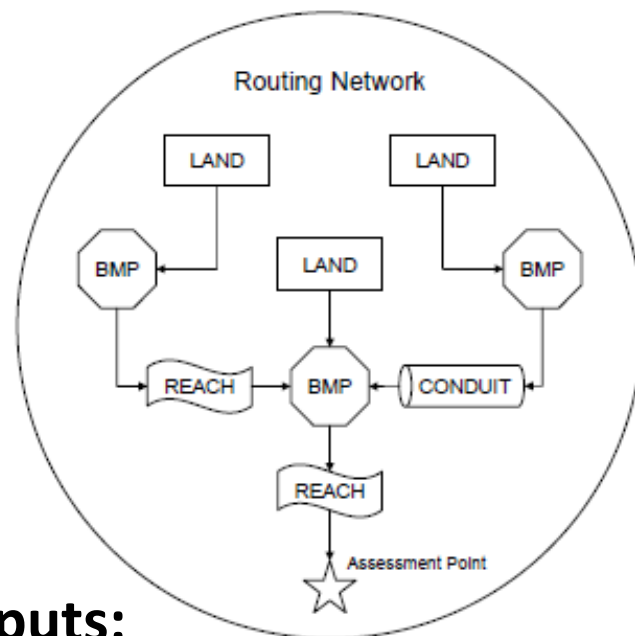 Routing Network
LAND
LAND
BMP
LAND
BMP
REACH
BMP
CONDUIT
REACH
Assessment Point
puts: